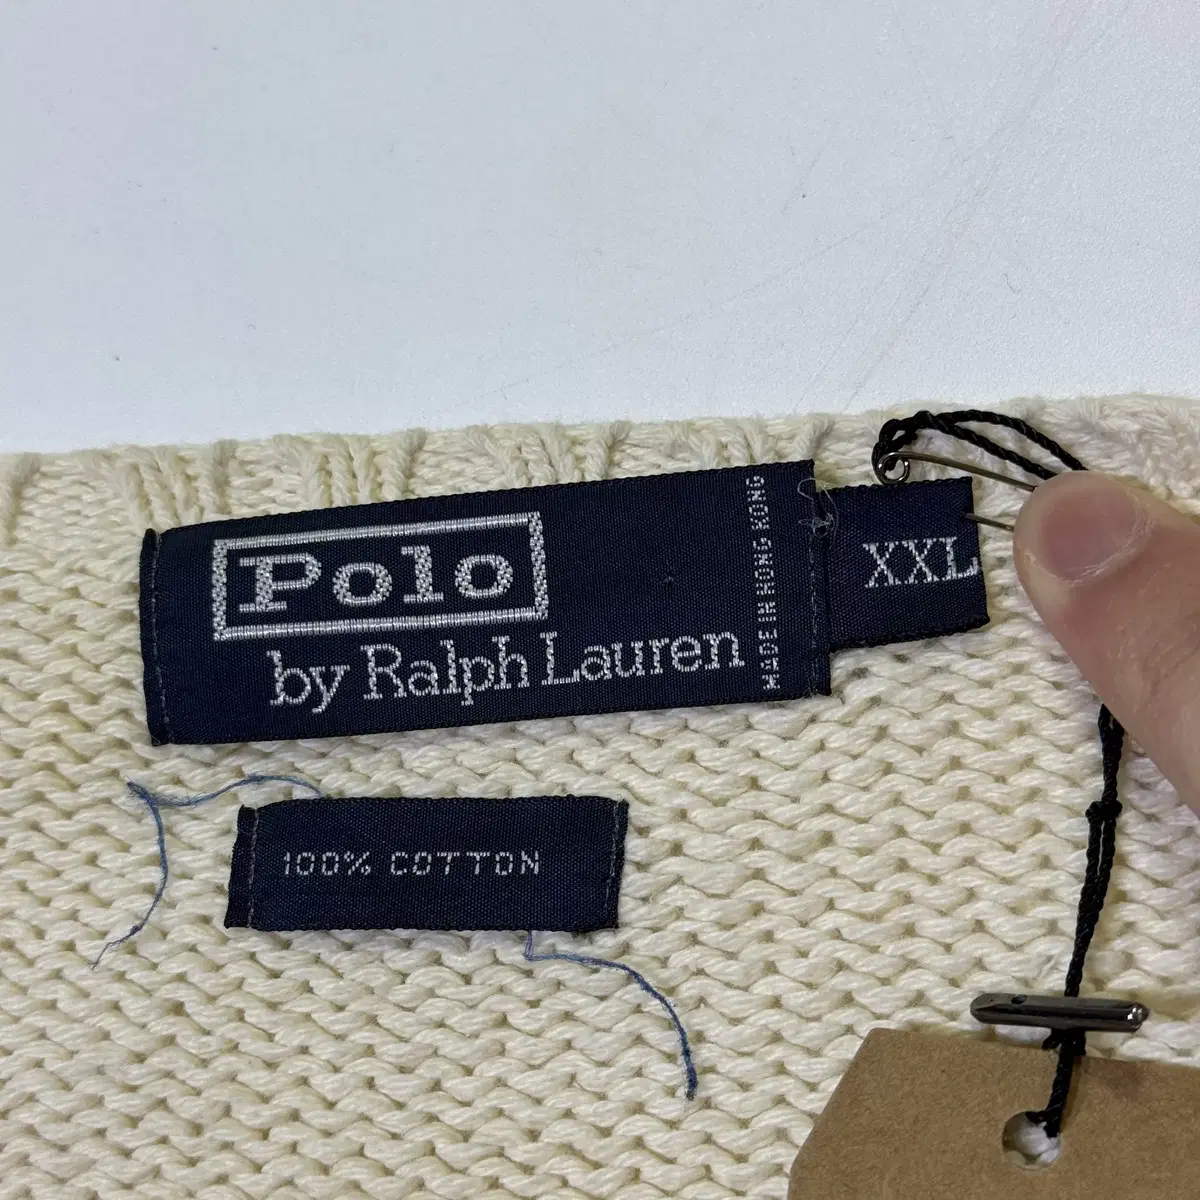 Polo
by Ralph Lauren
MADE IN HONG KONG
XXL
100% COTTON